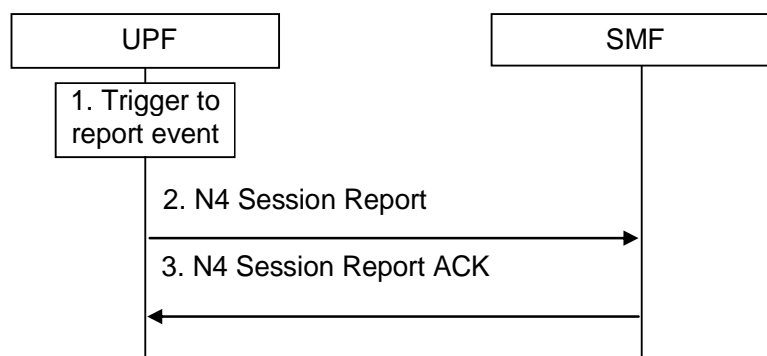 UPF
SMF
1. Trigger to
report event
2. N4 Session Report
3. N4 Session Report ACK